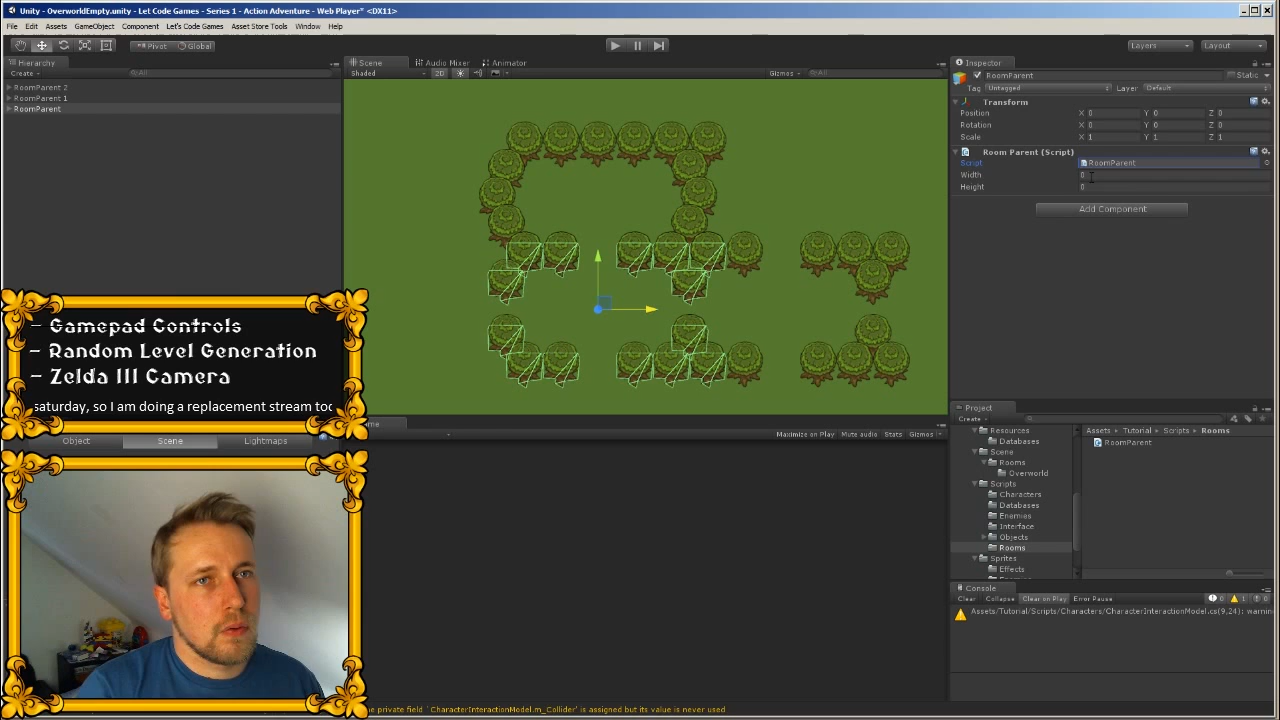 Unity - OverworldEmpty.unity - Let Code Games - Series 1 - Action Adventure - Web Player* <DX11>
File Edit Assets GameObject Component Let's Code Games Asset Store Tools Window Help
Pivot Global Layers Layout
Hierarchy
Create All
RoomParent 2
RoomParent 1
RoomParent
Scene Audio Mixer Animator
Shaded 2D Gizmos All
Inspector
RoomParent Static
Tag Untagged Layer Default
Transform
Position X 0 Y 0 Z 0
Rotation X 0 Y 0 Z 0
Scale X 1 Y 1 Z 1
Room Parent (Script)
Script RoomParent
Width 0
Height 0
Add Component
- Gamepad Controls
- Random Level Generation
- Zelda III Camera
saturday, so I am doing a replacement stream
Object Scene Lightmaps
Maximize on Play Mute audio Stats Gizmos
Project
Create
Resources
Databases
Scene
Rooms
Overworld
Scripts
Characters
Databases
Enemies
Interface
Objects
Rooms
Sprites
Effects
Assets Tutorial Scripts Rooms
RoomParent
Console
Clear Collapse Clear on Play Error Pause 0 1 0
Assets/Tutorial/Scripts/Characters/CharacterInteractionModel.cs(9,24): warnin
private field `CharacterInteractionModel.m_Collider' is assigned but its value is never used